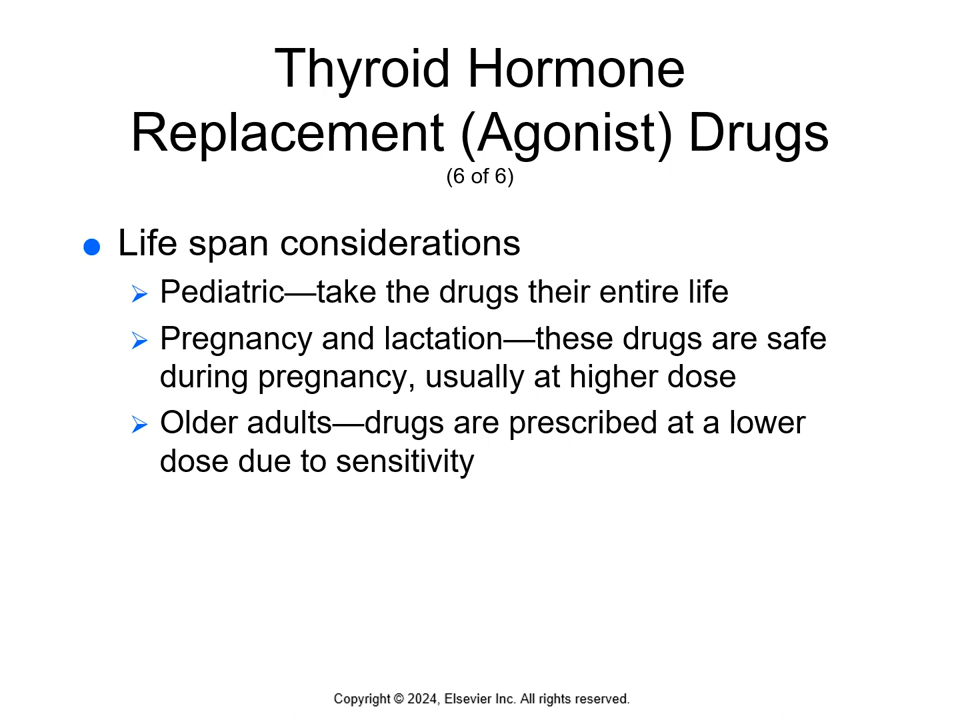 Thyroid Hormone
Replacement (Agonist) Drugs
(6 of 6)
Life span considerations
Pediatric—take the drugs their entire life
Pregnancy and lactation—these drugs are safe
during pregnancy, usually at higher dose
Older adults—drugs are prescribed at a lower
dose due to sensitivity
Copyright © 2024, Elsevier Inc. All rights reserved.